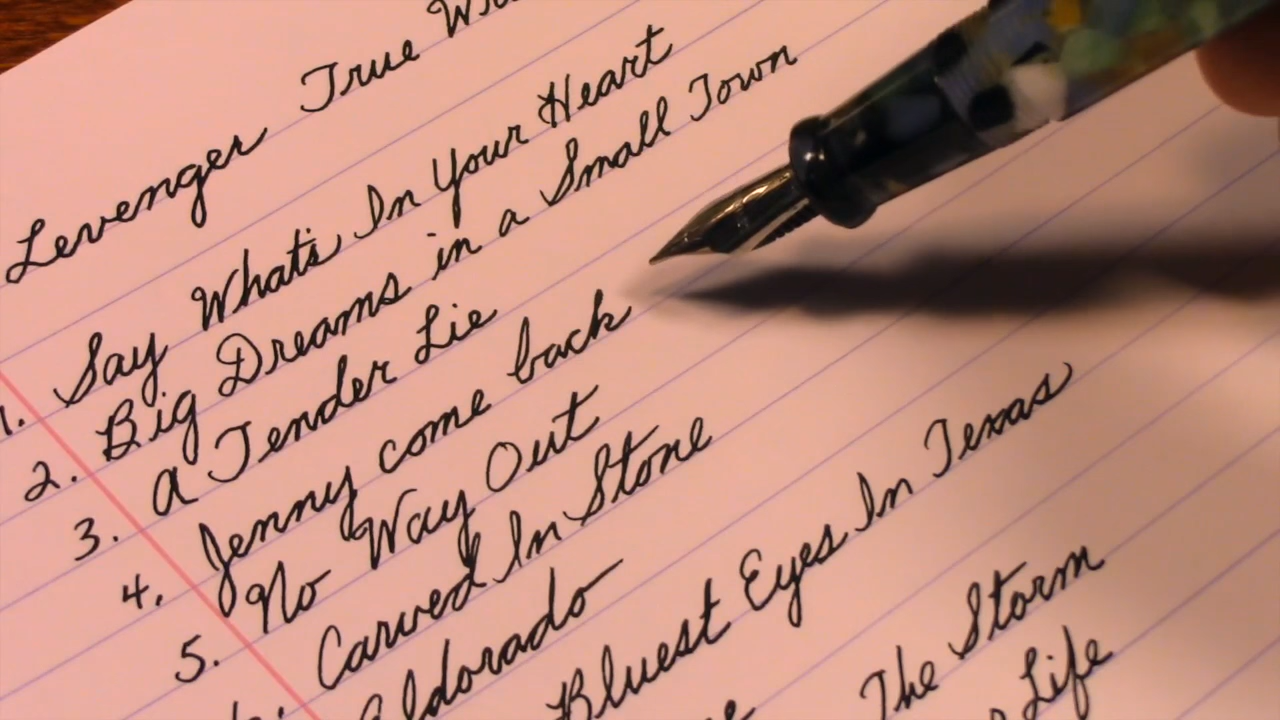 Levenger True
1. Say What's In Your Heart
2. Big Dreams in a Small Town
3. A Tender Lie
4. Jenny come back
5. No Way Out
Carved In Stone
Eldorado
Bluest Eyes In Texas
The Storm
Life